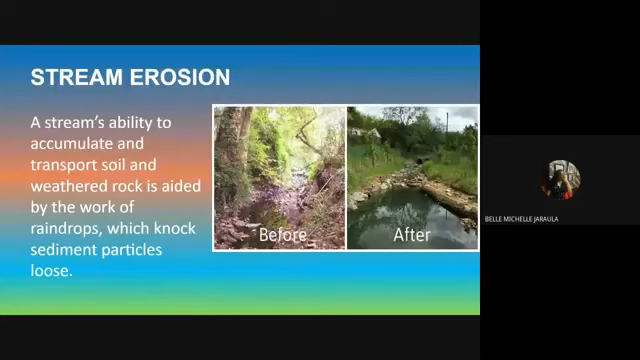 STREAM EROSION
A stream's ability to
accumulate and
transport soil and
weathered rock is aided
by the work of
raindrops, which knock
sediment particles
loose.
Before
After
BELLE MICHELLE JARAULA